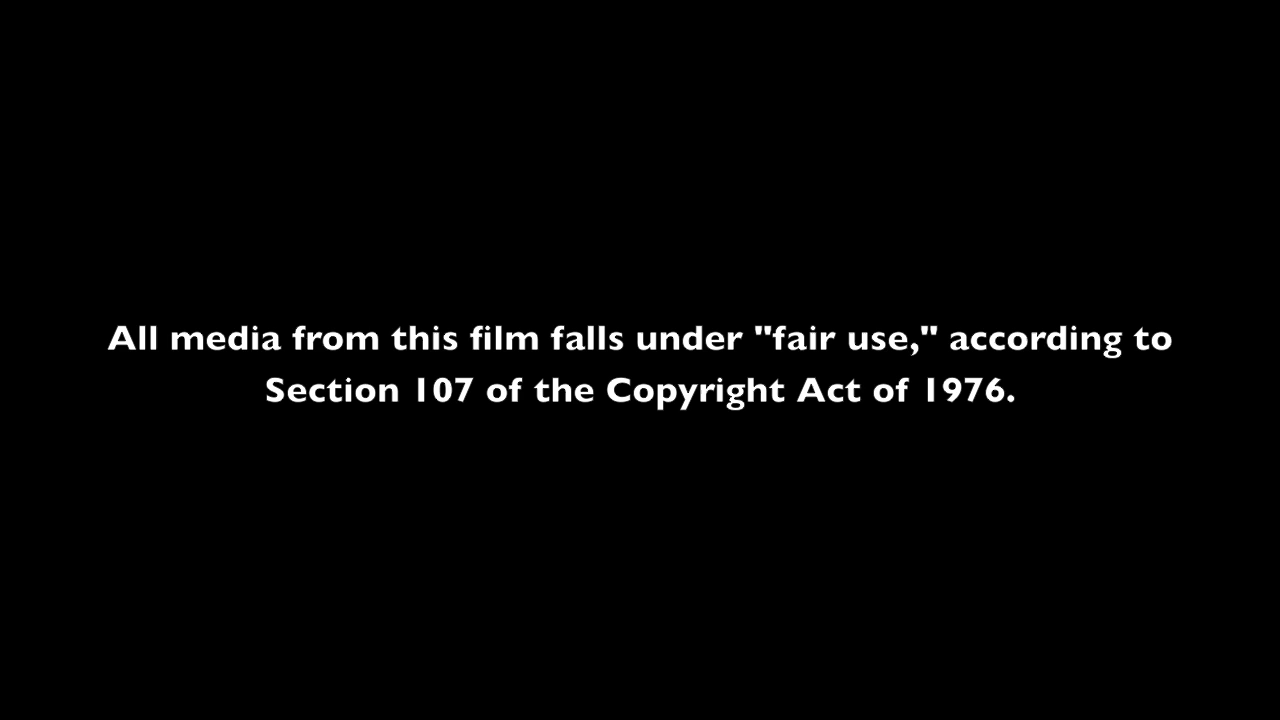 All media from this film falls under "fair use," according to
Section 107 of the Copyright Act of 1976.